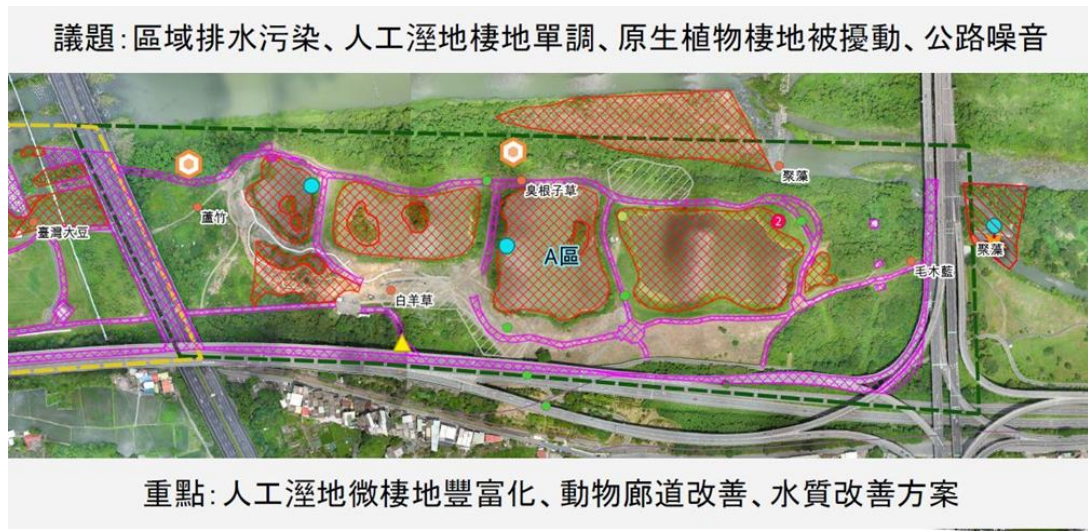 議題：區域排水污染、人工溼地棲地單調、原生植物棲地被擾動、公路噪音
聚藻
臭根子草
蘆竹
2
臺灣大豆
A區
聚藻
毛木藍
白羊草
重點：人工溼地微棲地豐富化、動物廊道改善、水質改善方案